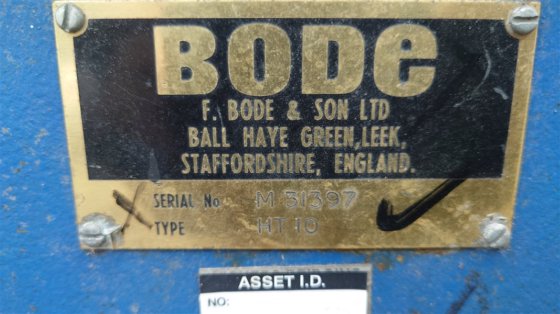 BODe
F. BODE & SON LTD
BALL HAYE GREEN, LEEK,
STAFFORDSHIRE, ENGLAND.
SERIAL No. M 31397
TYPE HT 10
ASSET I.D.
NO: